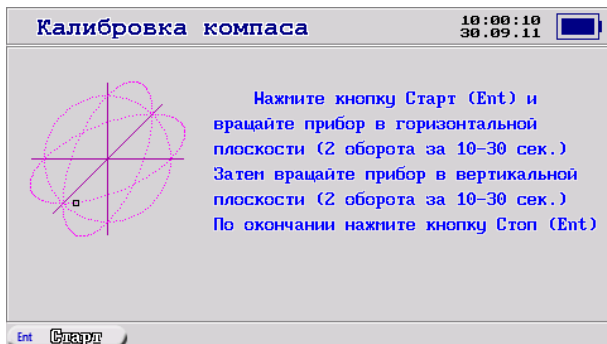 Калибровка компаса
10:00:10
30.09.11
Нажмите кнопку Старт (Ent) и
вращайте прибор в горизонтальной
плоскости (2 оборота за 10-30 сек.)
Затем вращайте прибор в вертикальной
плоскости (2 оборота за 10-30 сек.)
По окончании нажмите кнопку Стоп (Ent)
Ent Старт